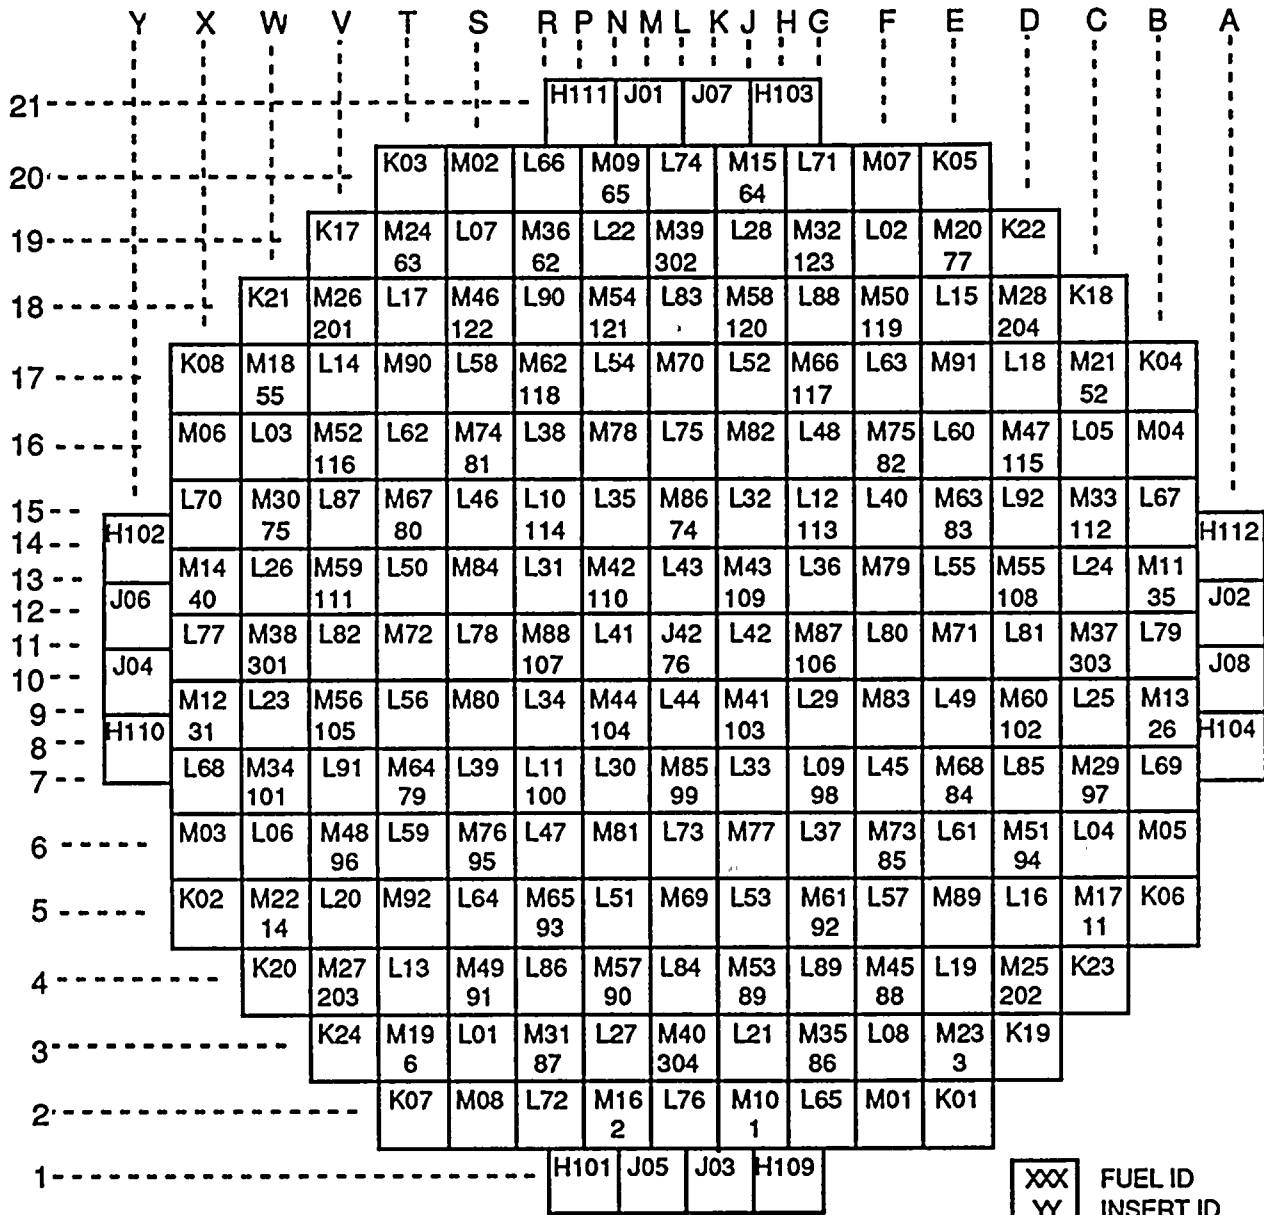 Y X W V T S R P N M L K J H G F E D C B A
21 H111 J01 J07 H103
20 K03 M02 L66 M09 L74 M15 L71 M07 K05
65 64
19 K17 M24 L07 M36 L22 M39 L28 M32 L02 M20 K22
63 62 302 123 77
18 K21 M26 L17 M46 L90 M54 L83 M58 L88 M50 L15 M28 K18
201 122 121 120 119 204
17 K08 M18 L14 M90 L58 M62 L54 M70 L52 M66 L63 M91 L18 M21 K04
55 118 117 52
16 M06 L03 M52 L62 M74 L38 M78 L75 M82 L48 M75 L60 M47 L05 M04
116 81 82 115
15 L70 M30 L87 M67 L46 L10 L35 M86 L32 L12 L40 M63 L92 M33 L67
14 H102 75 80 114 74 113 83 112 H112
13 M14 L26 M59 L50 M84 L31 M42 L43 M43 L36 M79 L55 M55 L24 M11
12 J06 40 111 110 109 108 35 J02
11 L77 M38 L82 M72 L78 M88 L41 J42 L42 M87 L80 M71 L81 M37 L79
10 J04 301 107 76 106 303 J08
9 M12 L23 M56 L56 M80 L34 M44 L44 M41 L29 M83 L49 M60 L25 M13
8 H110 31 105 104 103 102 26 H104
7 L68 M34 L91 M64 L39 L11 L30 M85 L33 L09 L45 M68 L85 M29 L69
101 79 100 99 98 84 97
6 M03 L06 M48 L59 M76 L47 M81 L73 M77 L37 M73 L61 M51 L04 M05
96 95 85 94
5 K02 M22 L20 M92 L64 M65 L51 M69 L53 M61 L57 M89 L16 M17 K06
14 93 92 11
4 K20 M27 L13 M49 L86 M57 L84 M53 L89 M45 L19 M25 K23
203 91 90 89 88 202
3 K24 M19 L01 M31 L27 M40 L21 M35 L08 M23 K19
6 87 304 86 3
2 K07 M08 L72 M16 L76 M10 L65 M01 K01
2 1
1 H101 J05 J03 H109
XXX FUEL ID
YY INSERT ID